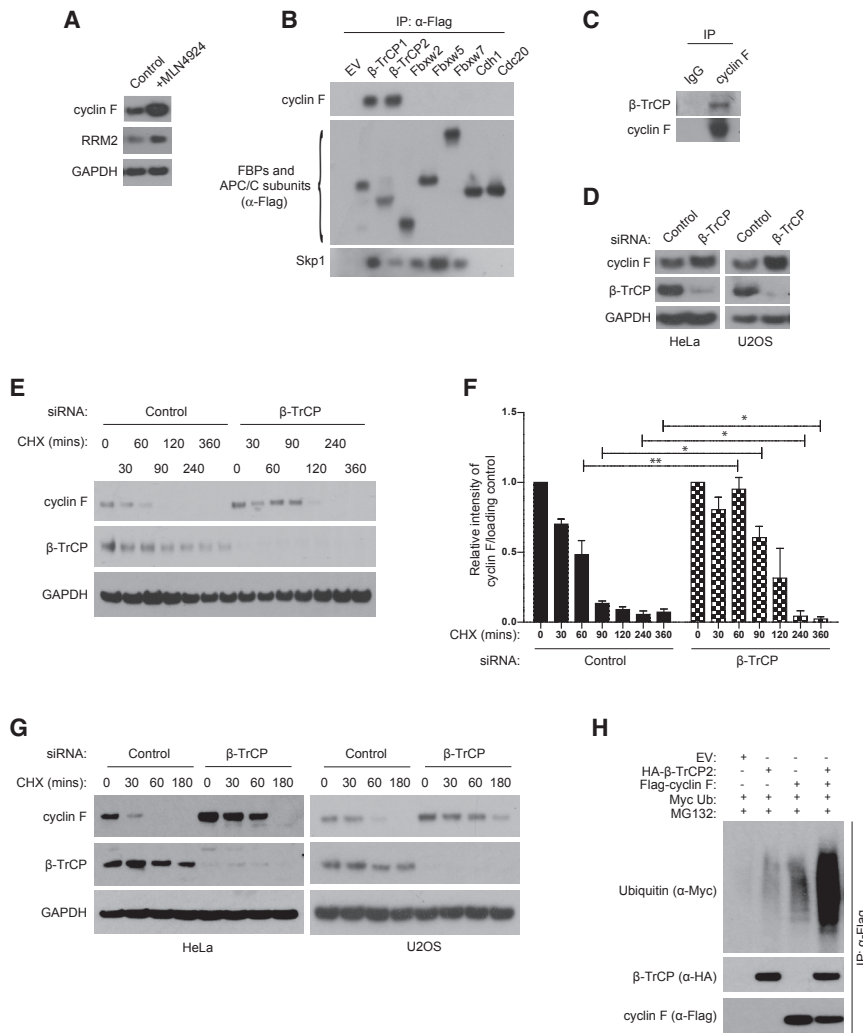 A
Control
+MLN4924
cyclin F
RRM2
GAPDH
B
IP: α-Flag
EV
β-TrCP1
β-TrCP2
Fbxw2
Fbxw5
Fbxw7
Cdh1
Cdc20
cyclin F
FBPs and
APC/C subunits
(α-Flag)
Skp1
C
IP
IgG
cyclin F
β-TrCP
cyclin F
D
siRNA:
Control
β-TrCP
Control
β-TrCP
cyclin F
β-TrCP
GAPDH
HeLa
U2OS
E
siRNA: Control β-TrCP
CHX (mins): 0 60 120 360 30 90 240
30 90 240 0 60 120 360
cyclin F
β-TrCP
GAPDH
F
Relative intensity of
cyclin F/loading control
1.5
1.0
0.5
0.0
*
*
*
**
CHX (mins): 0 30 60 90 120 240 360 0 30 60 90 120 240 360
siRNA: Control β-TrCP
G
siRNA: Control β-TrCP Control β-TrCP
CHX (mins): 0 30 60 180 0 30 60 180 0 30 60 180 0 30 60 180
cyclin F
β-TrCP
GAPDH
HeLa
U2OS
H
EV: + - - -
HA-β-TrCP2: - + - +
Flag-cyclin F: - - + +
Myc Ub: + + + +
MG132: + + + +
Ubiquitin (α-Myc)
β-TrCP (α-HA)
cyclin F (α-Flag)
IP: α-Flag